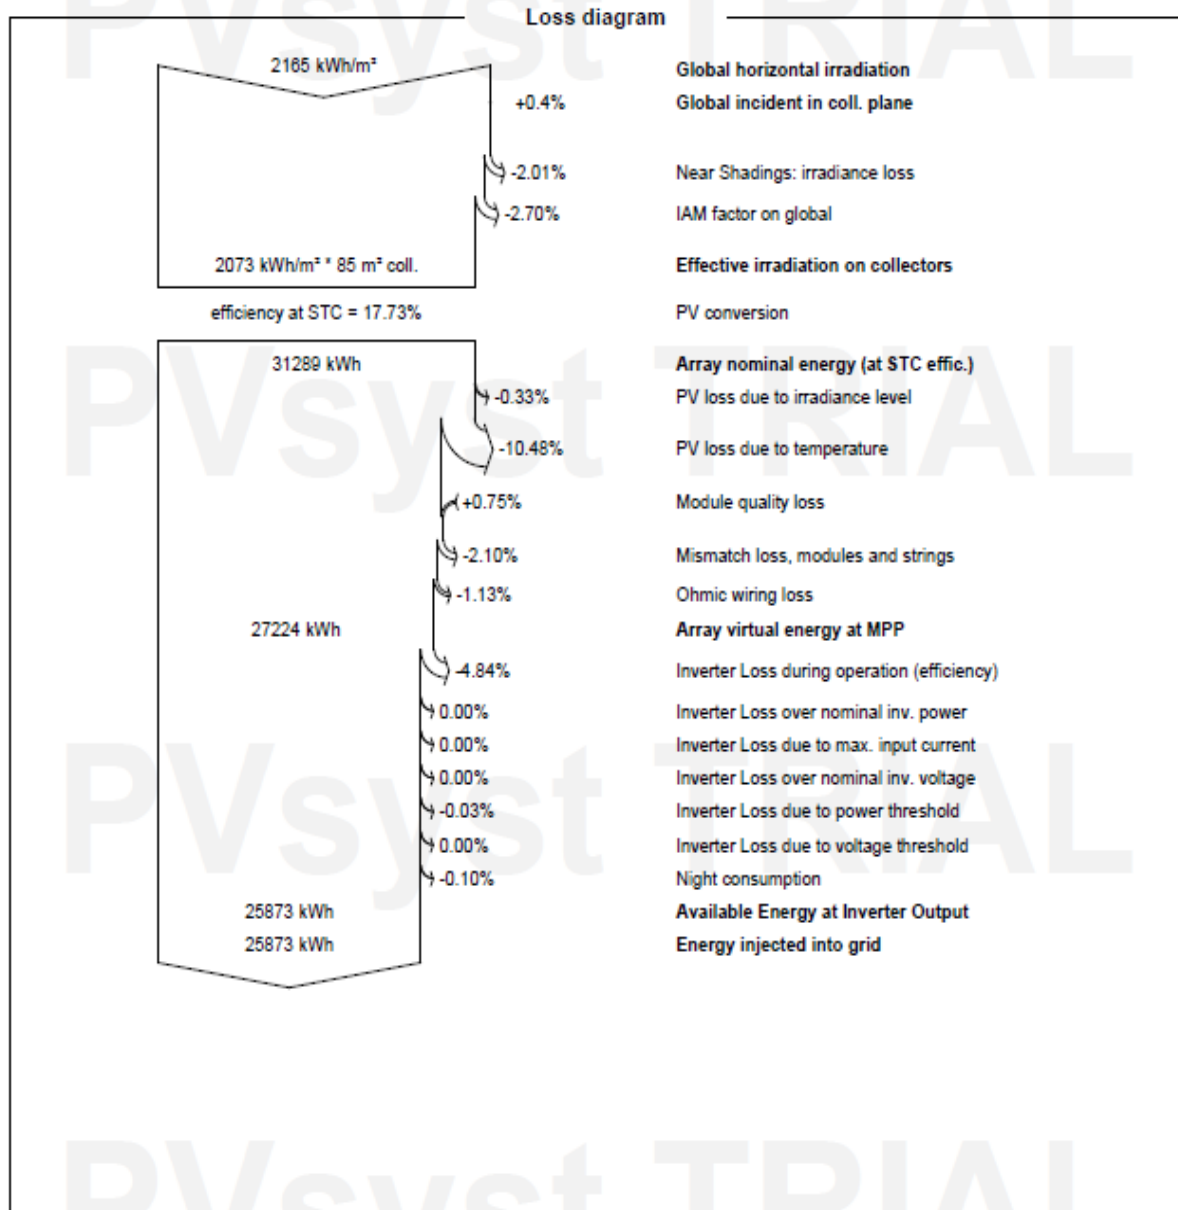 Loss diagram
2165 kWh/m² Global horizontal irradiation
+0.4% Global incident in coll. plane
-2.01% Near Shadings: irradiance loss
-2.70% IAM factor on global
2073 kWh/m² * 85 m² coll. Effective irradiation on collectors
efficiency at STC = 17.73% PV conversion
31289 kWh Array nominal energy (at STC effic.)
-0.33% PV loss due to irradiance level
-10.48% PV loss due to temperature
+0.75% Module quality loss
-2.10% Mismatch loss, modules and strings
-1.13% Ohmic wiring loss
27224 kWh Array virtual energy at MPP
-4.84% Inverter Loss during operation (efficiency)
0.00% Inverter Loss over nominal inv. power
0.00% Inverter Loss due to max. input current
0.00% Inverter Loss over nominal inv. voltage
-0.03% Inverter Loss due to power threshold
0.00% Inverter Loss due to voltage threshold
-0.10% Night consumption
25873 kWh Available Energy at Inverter Output
25873 kWh Energy injected into grid
PVsyst TRIAL
PVsyst TRIAL
PVsyst TRIAL
PVsyst TRIAL